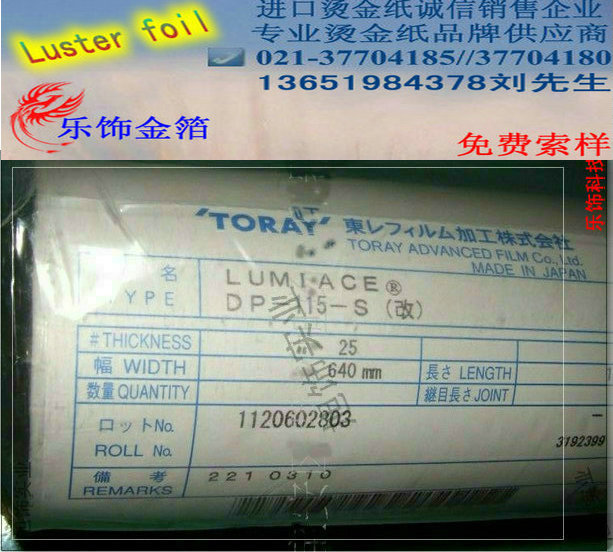 Luster foil
进口烫金纸诚信销售企业
专业烫金纸品牌供应商
021-37704185//37704180
13651984378刘先生
乐饰金箔
免费索样
乐饰科技
'TORAY' 東レフィルム加工株式会社
TORAY ADVANCED FILM Co., Ltd.
MADE IN JAPAN
名 LUMIACE®
TYPE DP-115-S (改)
#THICKNESS 25
幅 WIDTH 640 mm 長さ LENGTH
数量 QUANTITY 継目長さ JOINT
ロットNo. 1120602803 -
ROLL No. 3192399
備 考 2210310
REMARKS